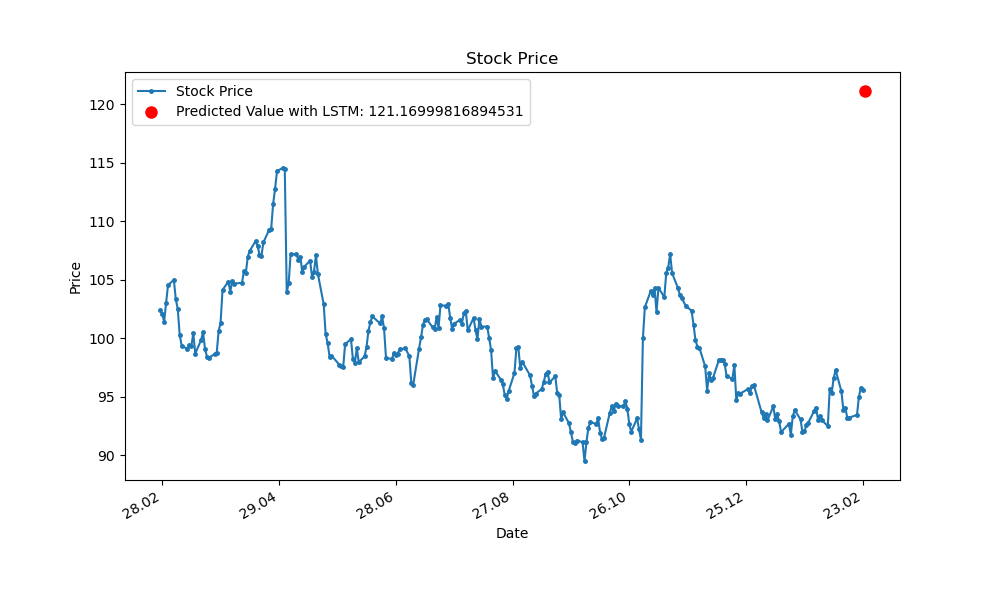 Stock Price
Stock Price
Predicted Value with LSTM: 121.16999816894531
120
115
110
105
100
95
90
Price
28.02
29.04
28.06
27.08
26.10
25.12
23.02
Date